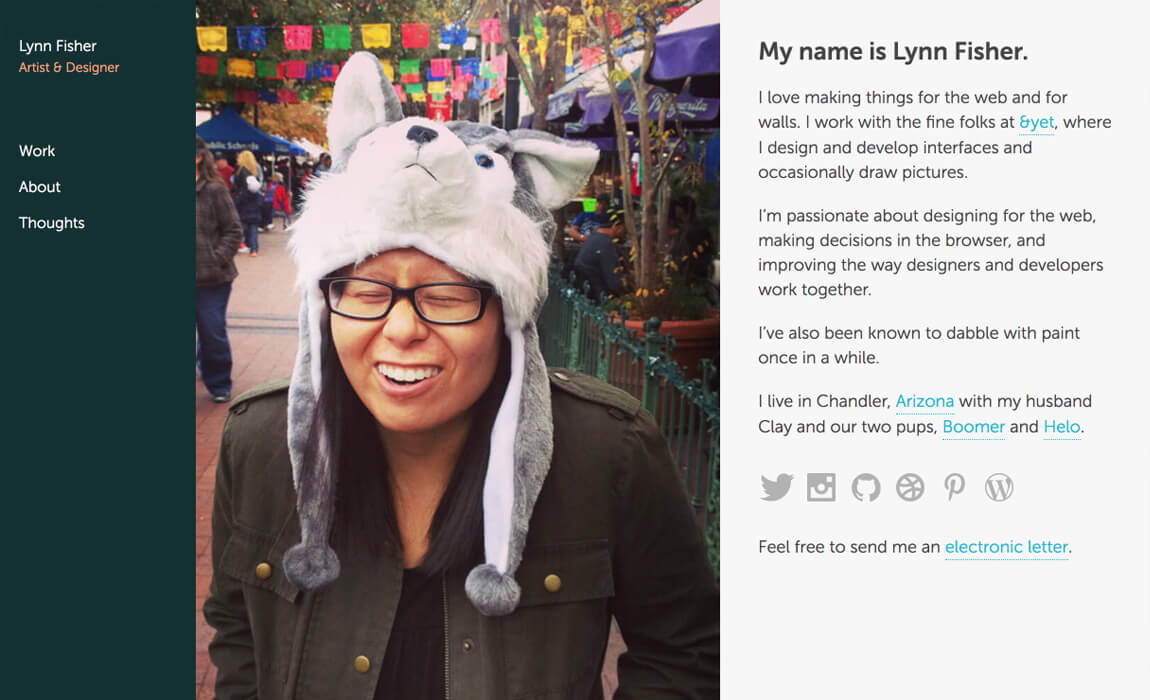 Lynn Fisher
Artist & Designer
Work
About
Thoughts
My name is Lynn Fisher.
I love making things for the web and for
walls. I work with the fine folks at &yet, where
I design and develop interfaces and
occasionally draw pictures.
I’m passionate about designing for the web,
making decisions in the browser, and
improving the way designers and developers
work together.
I’ve also been known to dabble with paint
once in a while.
I live in Chandler, Arizona with my husband
Clay and our two pups, Boomer and Helo.
Feel free to send me an electronic letter.
Schools